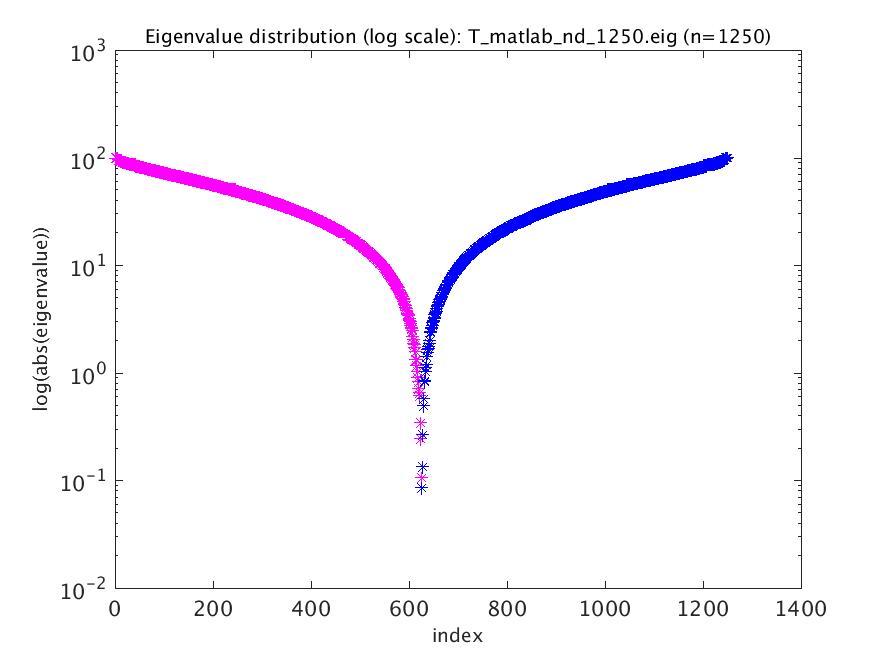 Eigenvalue distribution (log scale): T_matlab_nd_1250.eig (n=1250)
10^3
10^2
10^1
10^0
10^-1
10^-2
log(abs(eigenvalue))
0 200 400 600 800 1000 1200 1400
index